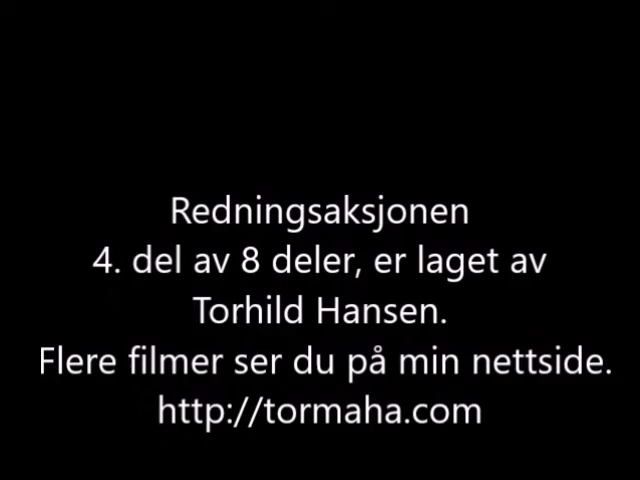 Redningsaksjonen
4. del av 8 deler, er laget av
Torhild Hansen.
Flere filmer ser du på min nettside.
http://tormaha.com